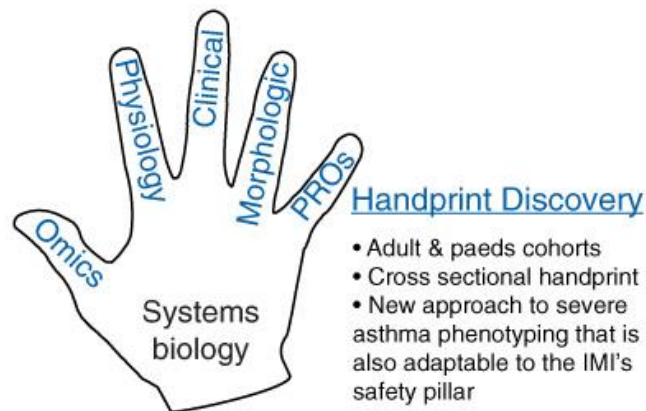 Omics
Physiology
Clinical
Morphologic
PROs
Systems
biology
Handprint Discovery
• Adult & paeds cohorts
• Cross sectional handprint
• New approach to severe
asthma phenotyping that is
also adaptable to the IMI's
safety pillar